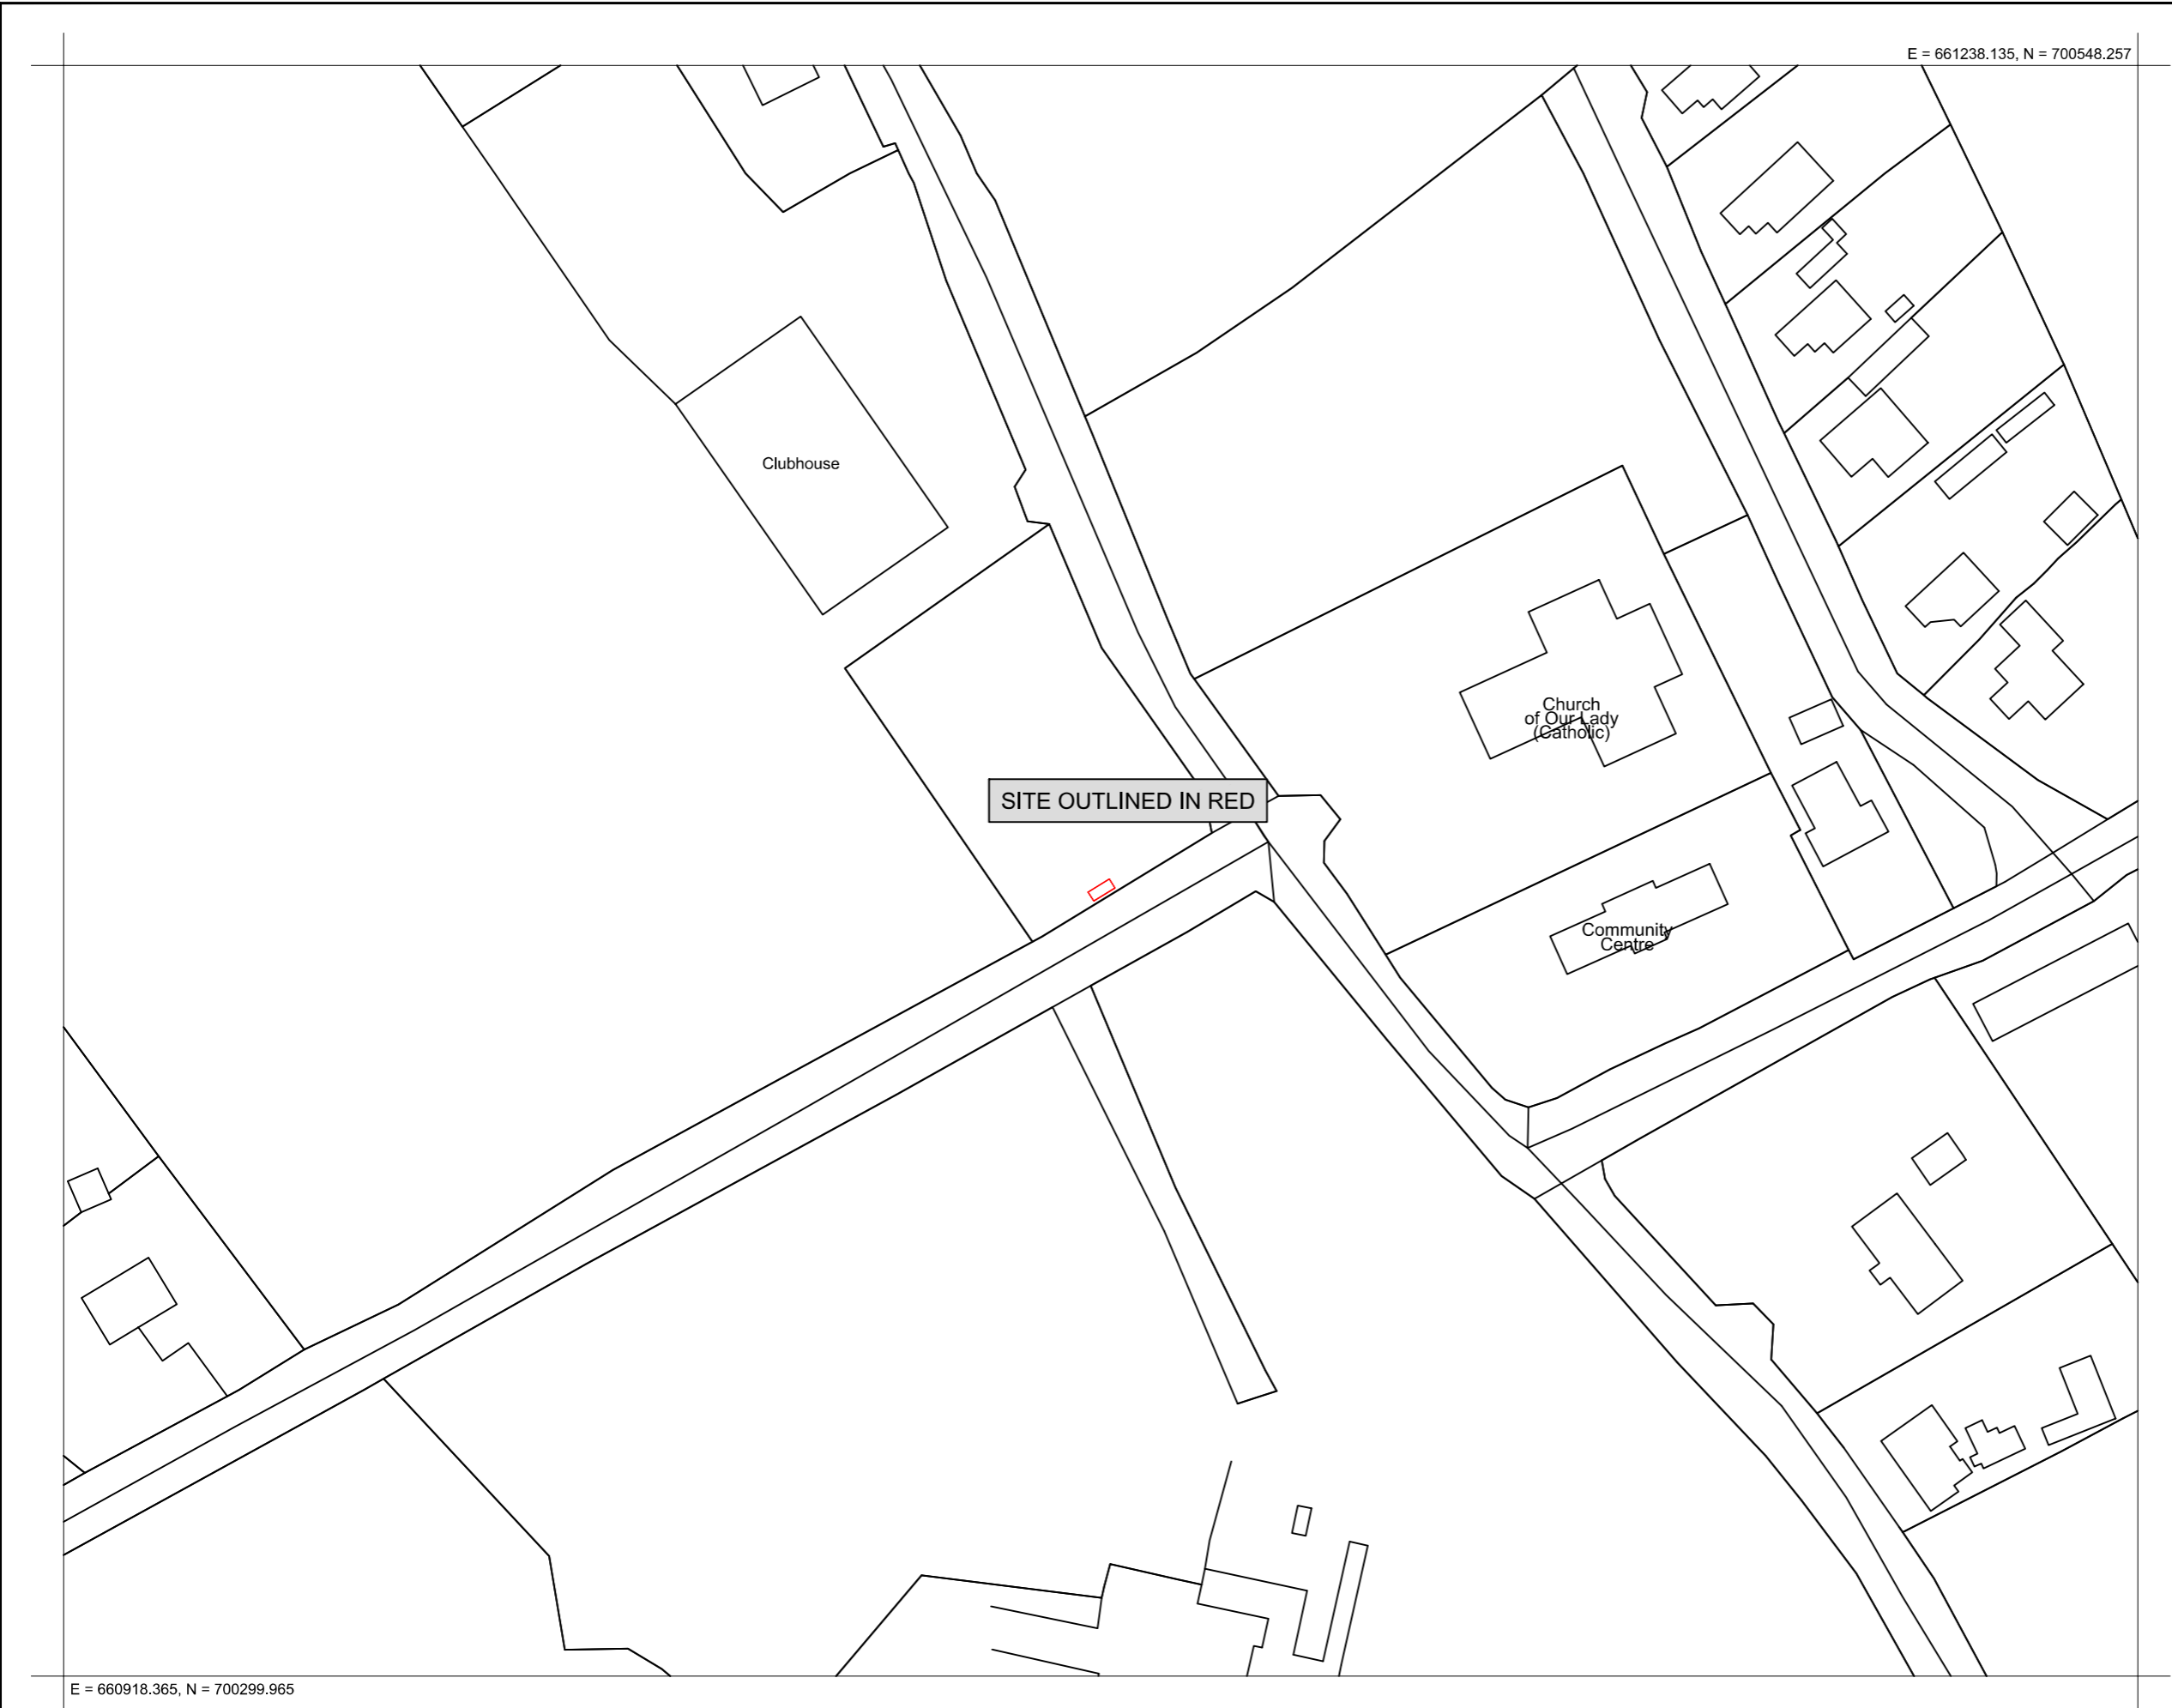 E = 661238.135, N = 700548.257
Clubhouse
Church
of Our Lady
(Catholic)
SITE OUTLINED IN RED
Community
Centre
E = 660918.365, N = 700299.965